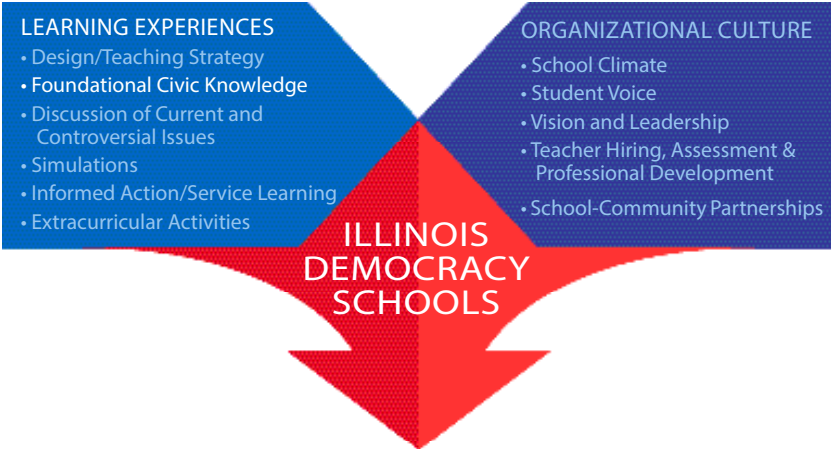 LEARNING EXPERIENCES
• Design/Teaching Strategy
• Foundational Civic Knowledge
• Discussion of Current and
Controversial Issues
• Simulations
• Informed Action/Service Learning
• Extracurricular Activities
ORGANIZATIONAL CULTURE
• School Climate
• Student Voice
• Vision and Leadership
• Teacher Hiring, Assessment &
Professional Development
• School-Community Partnerships
ILLINOIS
DEMOCRACY
SCHOOLS